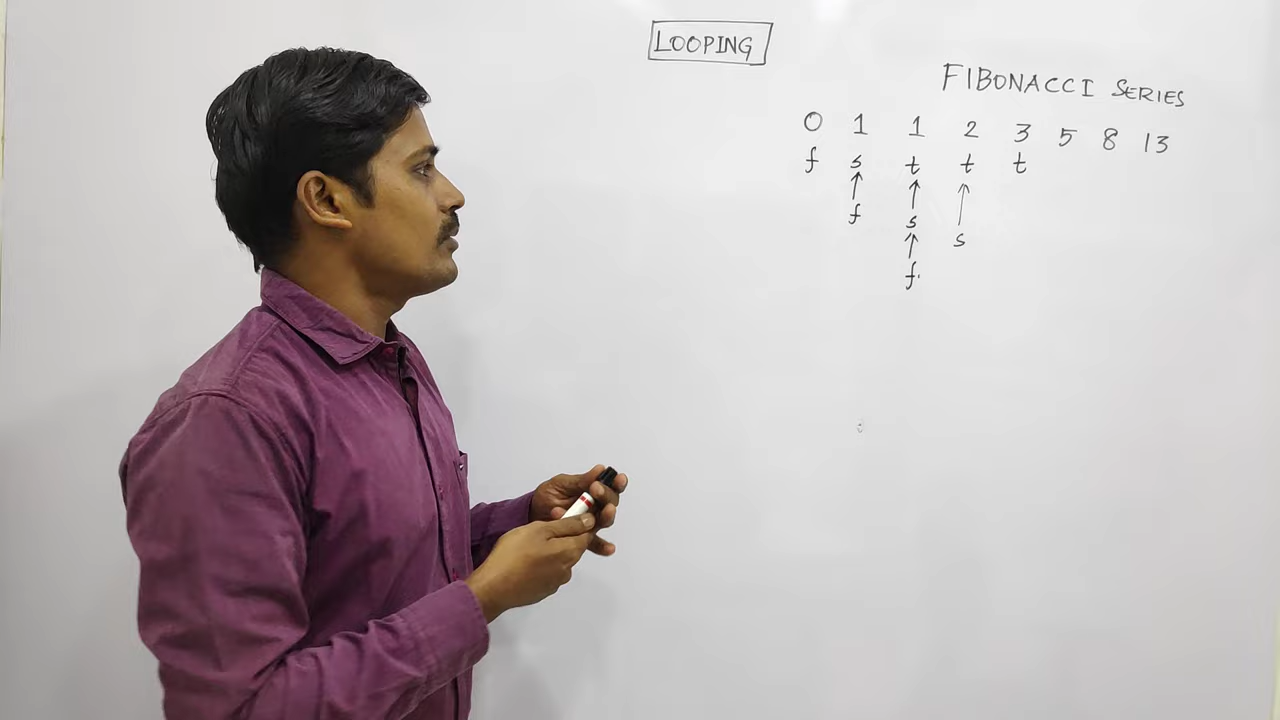 LOOPING
FIBONACCI SERIES
0 1 1 2 3 5 8 13
f s t t t
↑ ↑ ↑
f s s
↑
f.